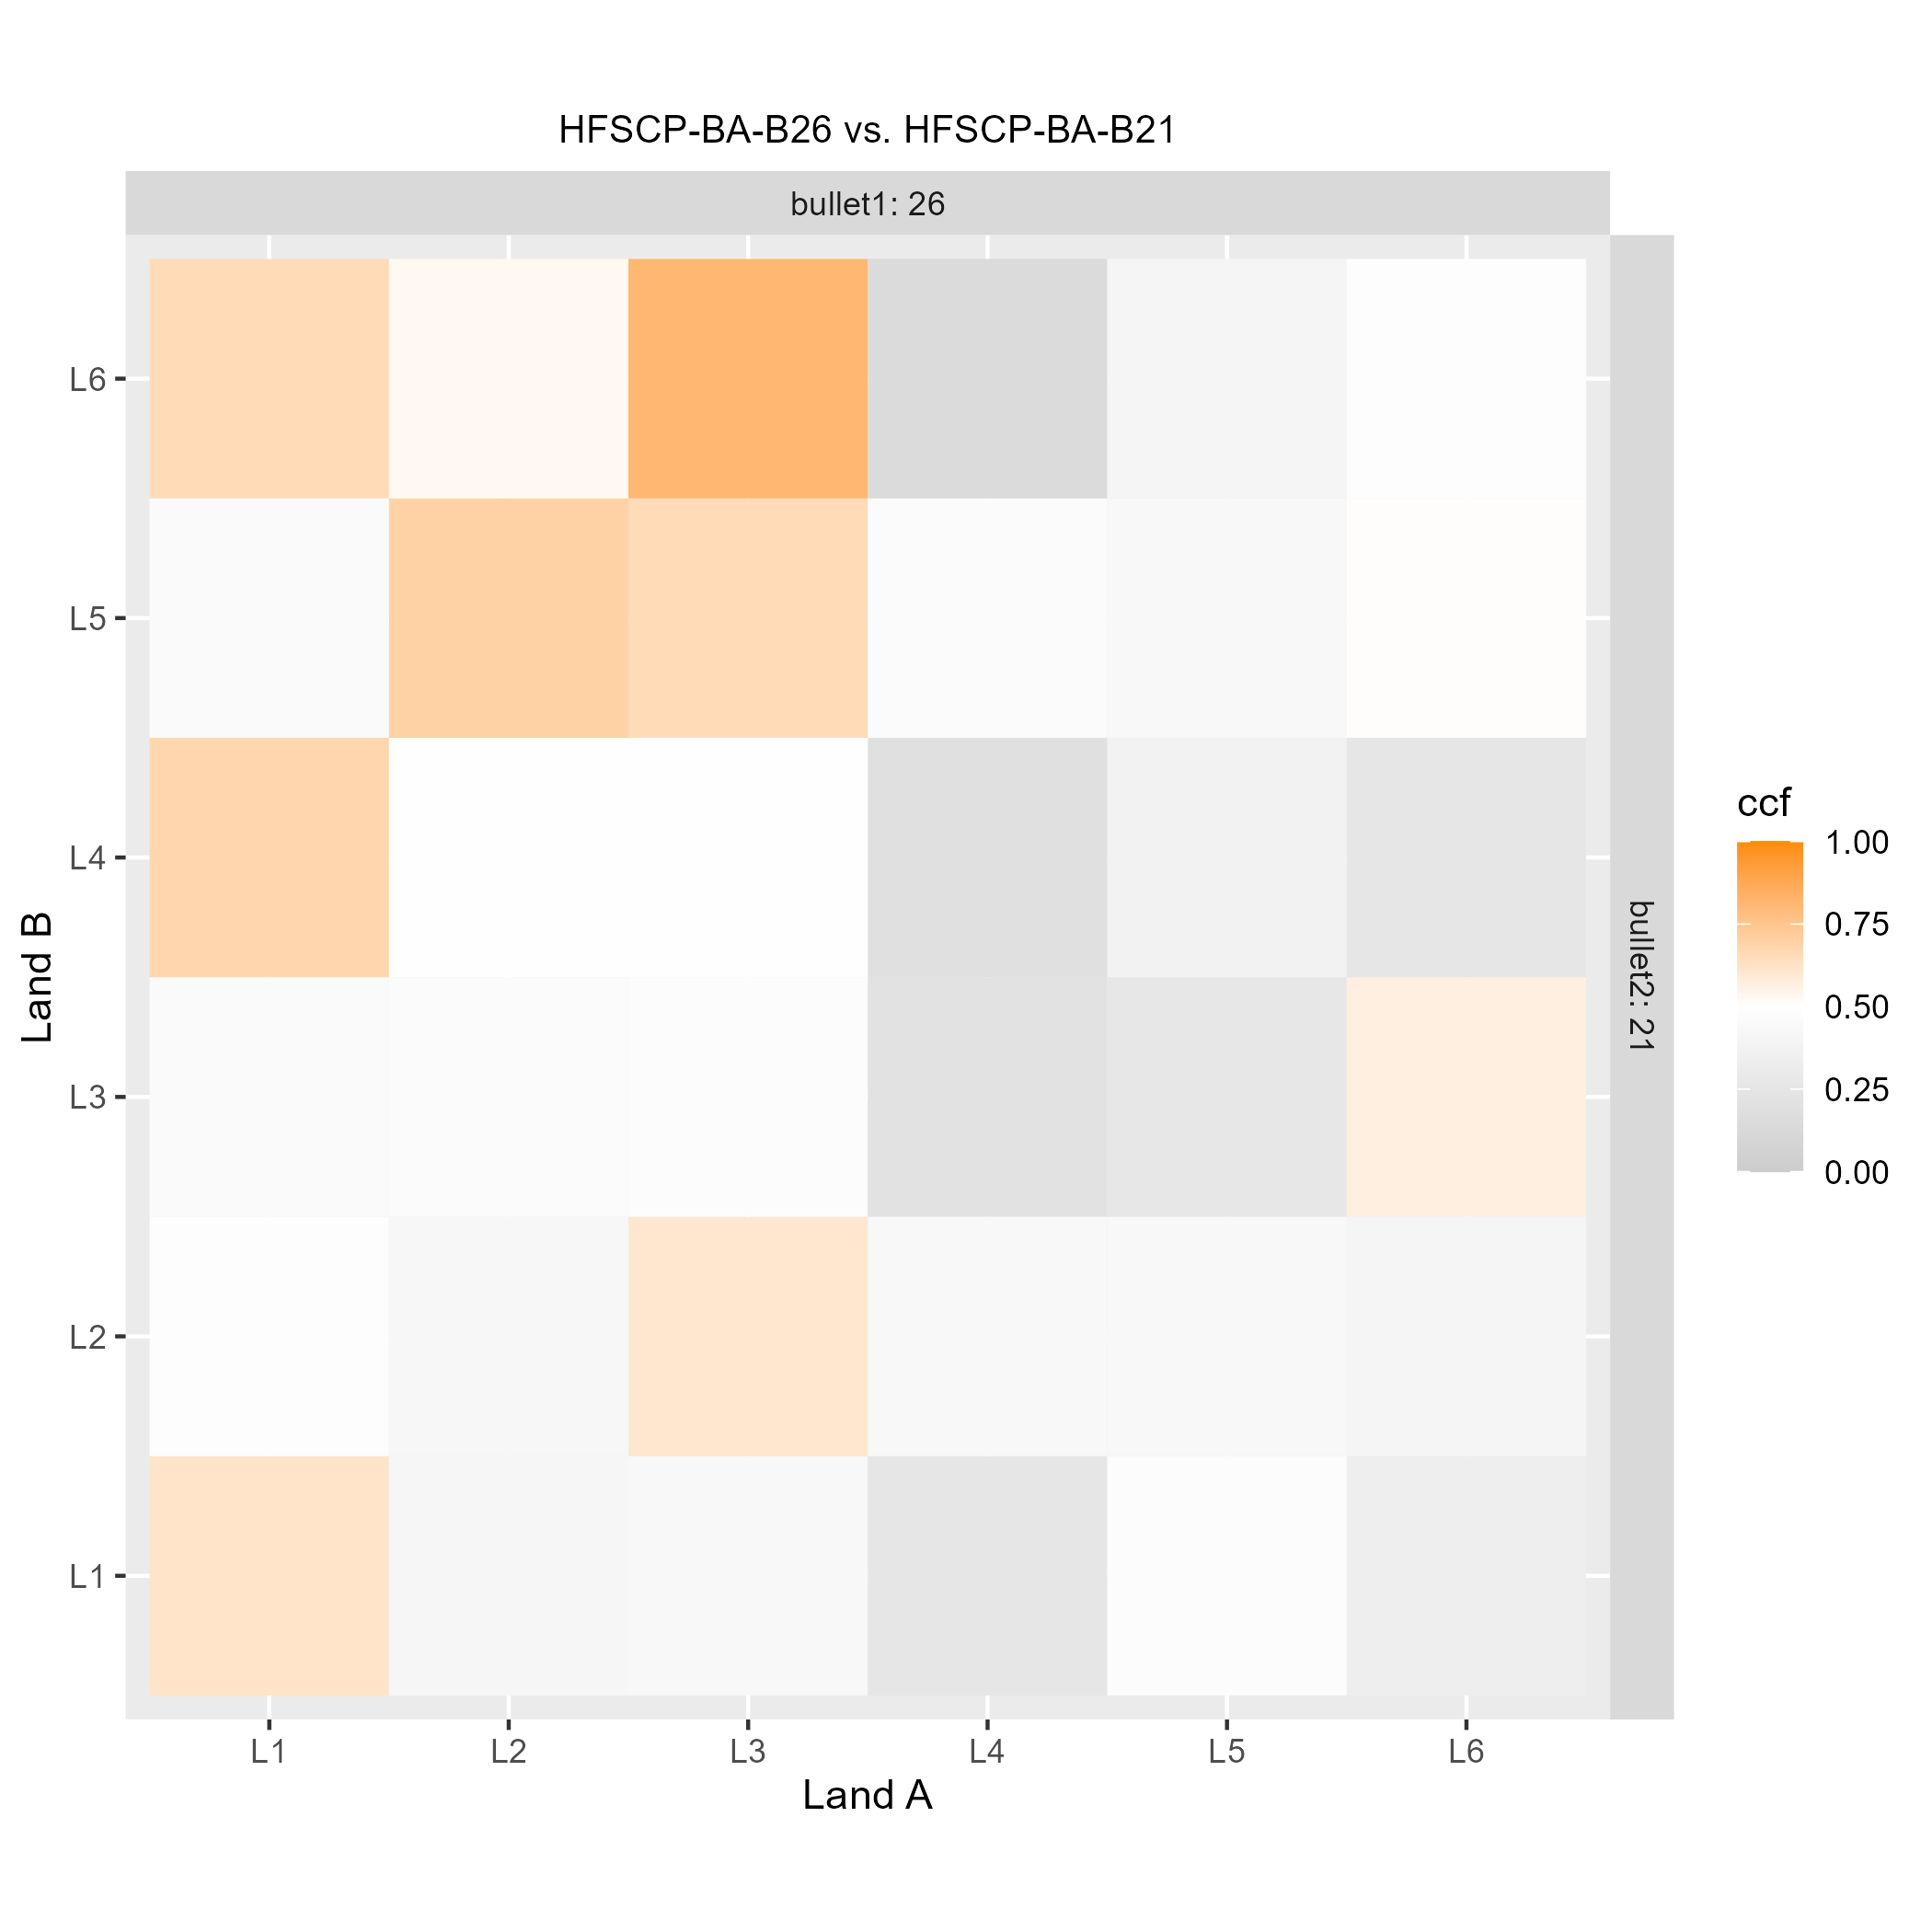 HFSCP-BA-B26 vs. HFSCP-BA-B21
bullet1: 26
L6
L5
L4
L3
L2
L1
Land B
bullet2: 21
L1 L2 L3 L4 L5 L6
Land A
ccf
1.00
0.75
0.50
0.25
0.00